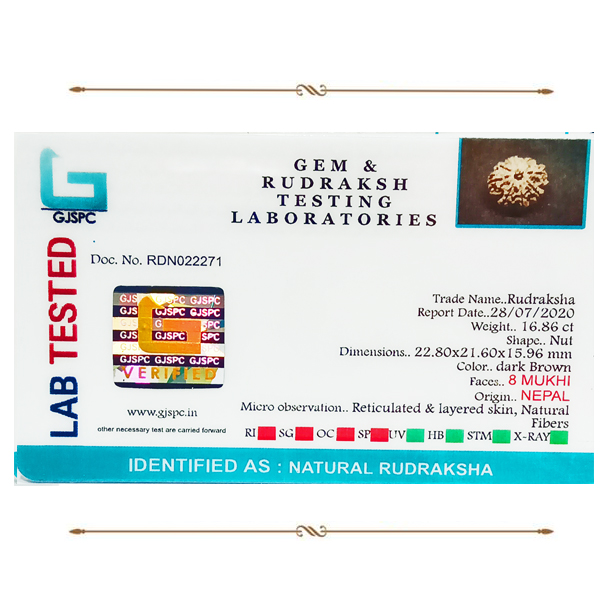 GJSPC
GEM &
RUDRAKSH
TESTING
LABORATORIES
LAB TESTED
Doc. No. RDN022271
GJS GJSPC GJSPC
GJSPC
GJSPC
GJSPC GJSPC GJSPC
VERIFIED
www.gjspc.in
other necessary test are carried forward
Trade Name..Rudraksha
Report Date..28/07/2020
Weight.. 16.86 ct
Shape.. Nut
Dimensions.. 22.80x21.60x15.96 mm
Color.. dark Brown
Faces.. 8 MUKHI
Origin.. NEPAL
Micro observation.. Reticulated & layered skin, Natural
Fibers
RI SG OC SP UV HB STM X-RAY
IDENTIFIED AS : NATURAL RUDRAKSHA